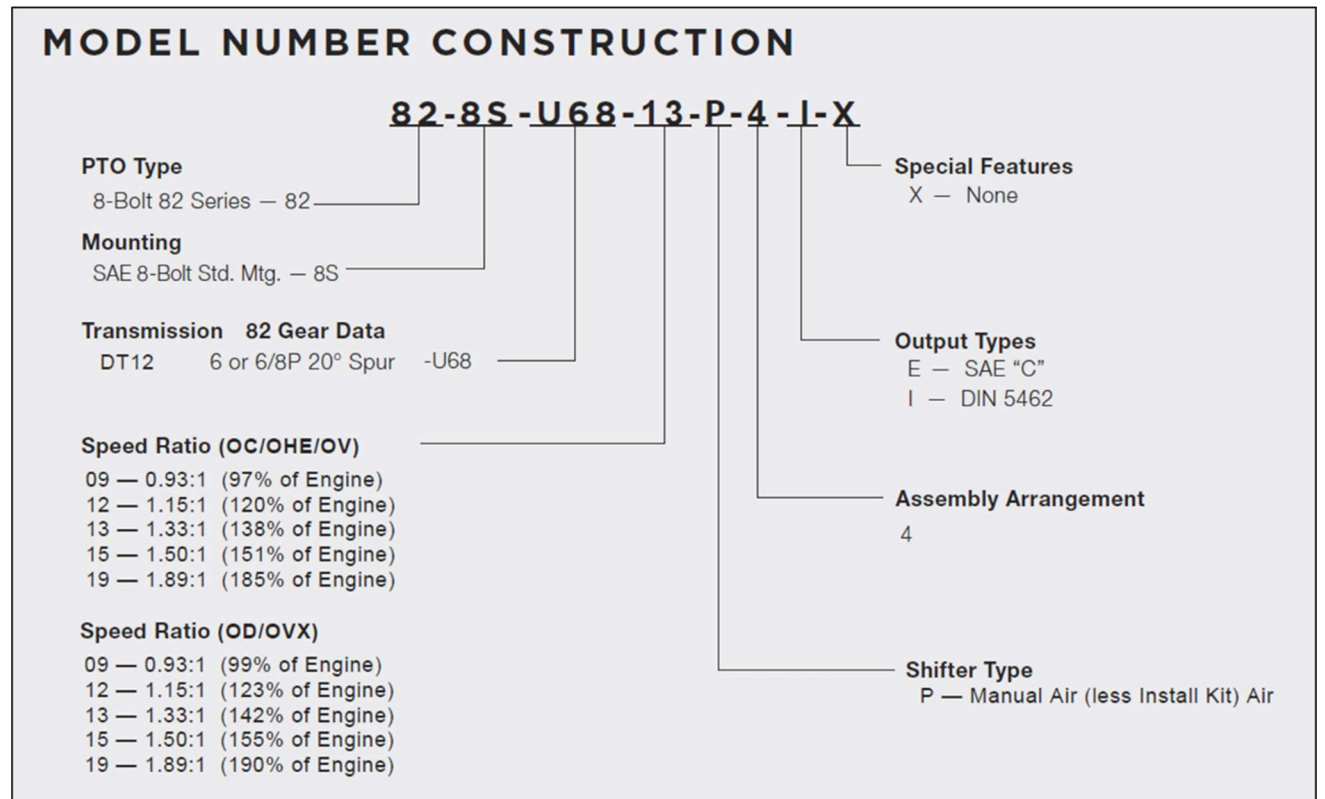 MODEL NUMBER CONSTRUCTION
82-8S-U68-13-P-4-I-X
PTO Type
8-Bolt 82 Series — 82
Mounting
SAE 8-Bolt Std. Mtg. — 8S
Transmission 82 Gear Data
DT12 6 or 6/8P 20° Spur -U68
Speed Ratio (OC/OHE/OV)
09 — 0.93:1 (97% of Engine)
12 — 1.15:1 (120% of Engine)
13 — 1.33:1 (138% of Engine)
15 — 1.50:1 (151% of Engine)
19 — 1.89:1 (185% of Engine)
Speed Ratio (OD/OVX)
09 — 0.93:1 (99% of Engine)
12 — 1.15:1 (123% of Engine)
13 — 1.33:1 (142% of Engine)
15 — 1.50:1 (155% of Engine)
19 — 1.89:1 (190% of Engine)
Special Features
X — None
Output Types
E — SAE “C”
I — DIN 5462
Assembly Arrangement
4
Shifter Type
P — Manual Air (less Install Kit) Air